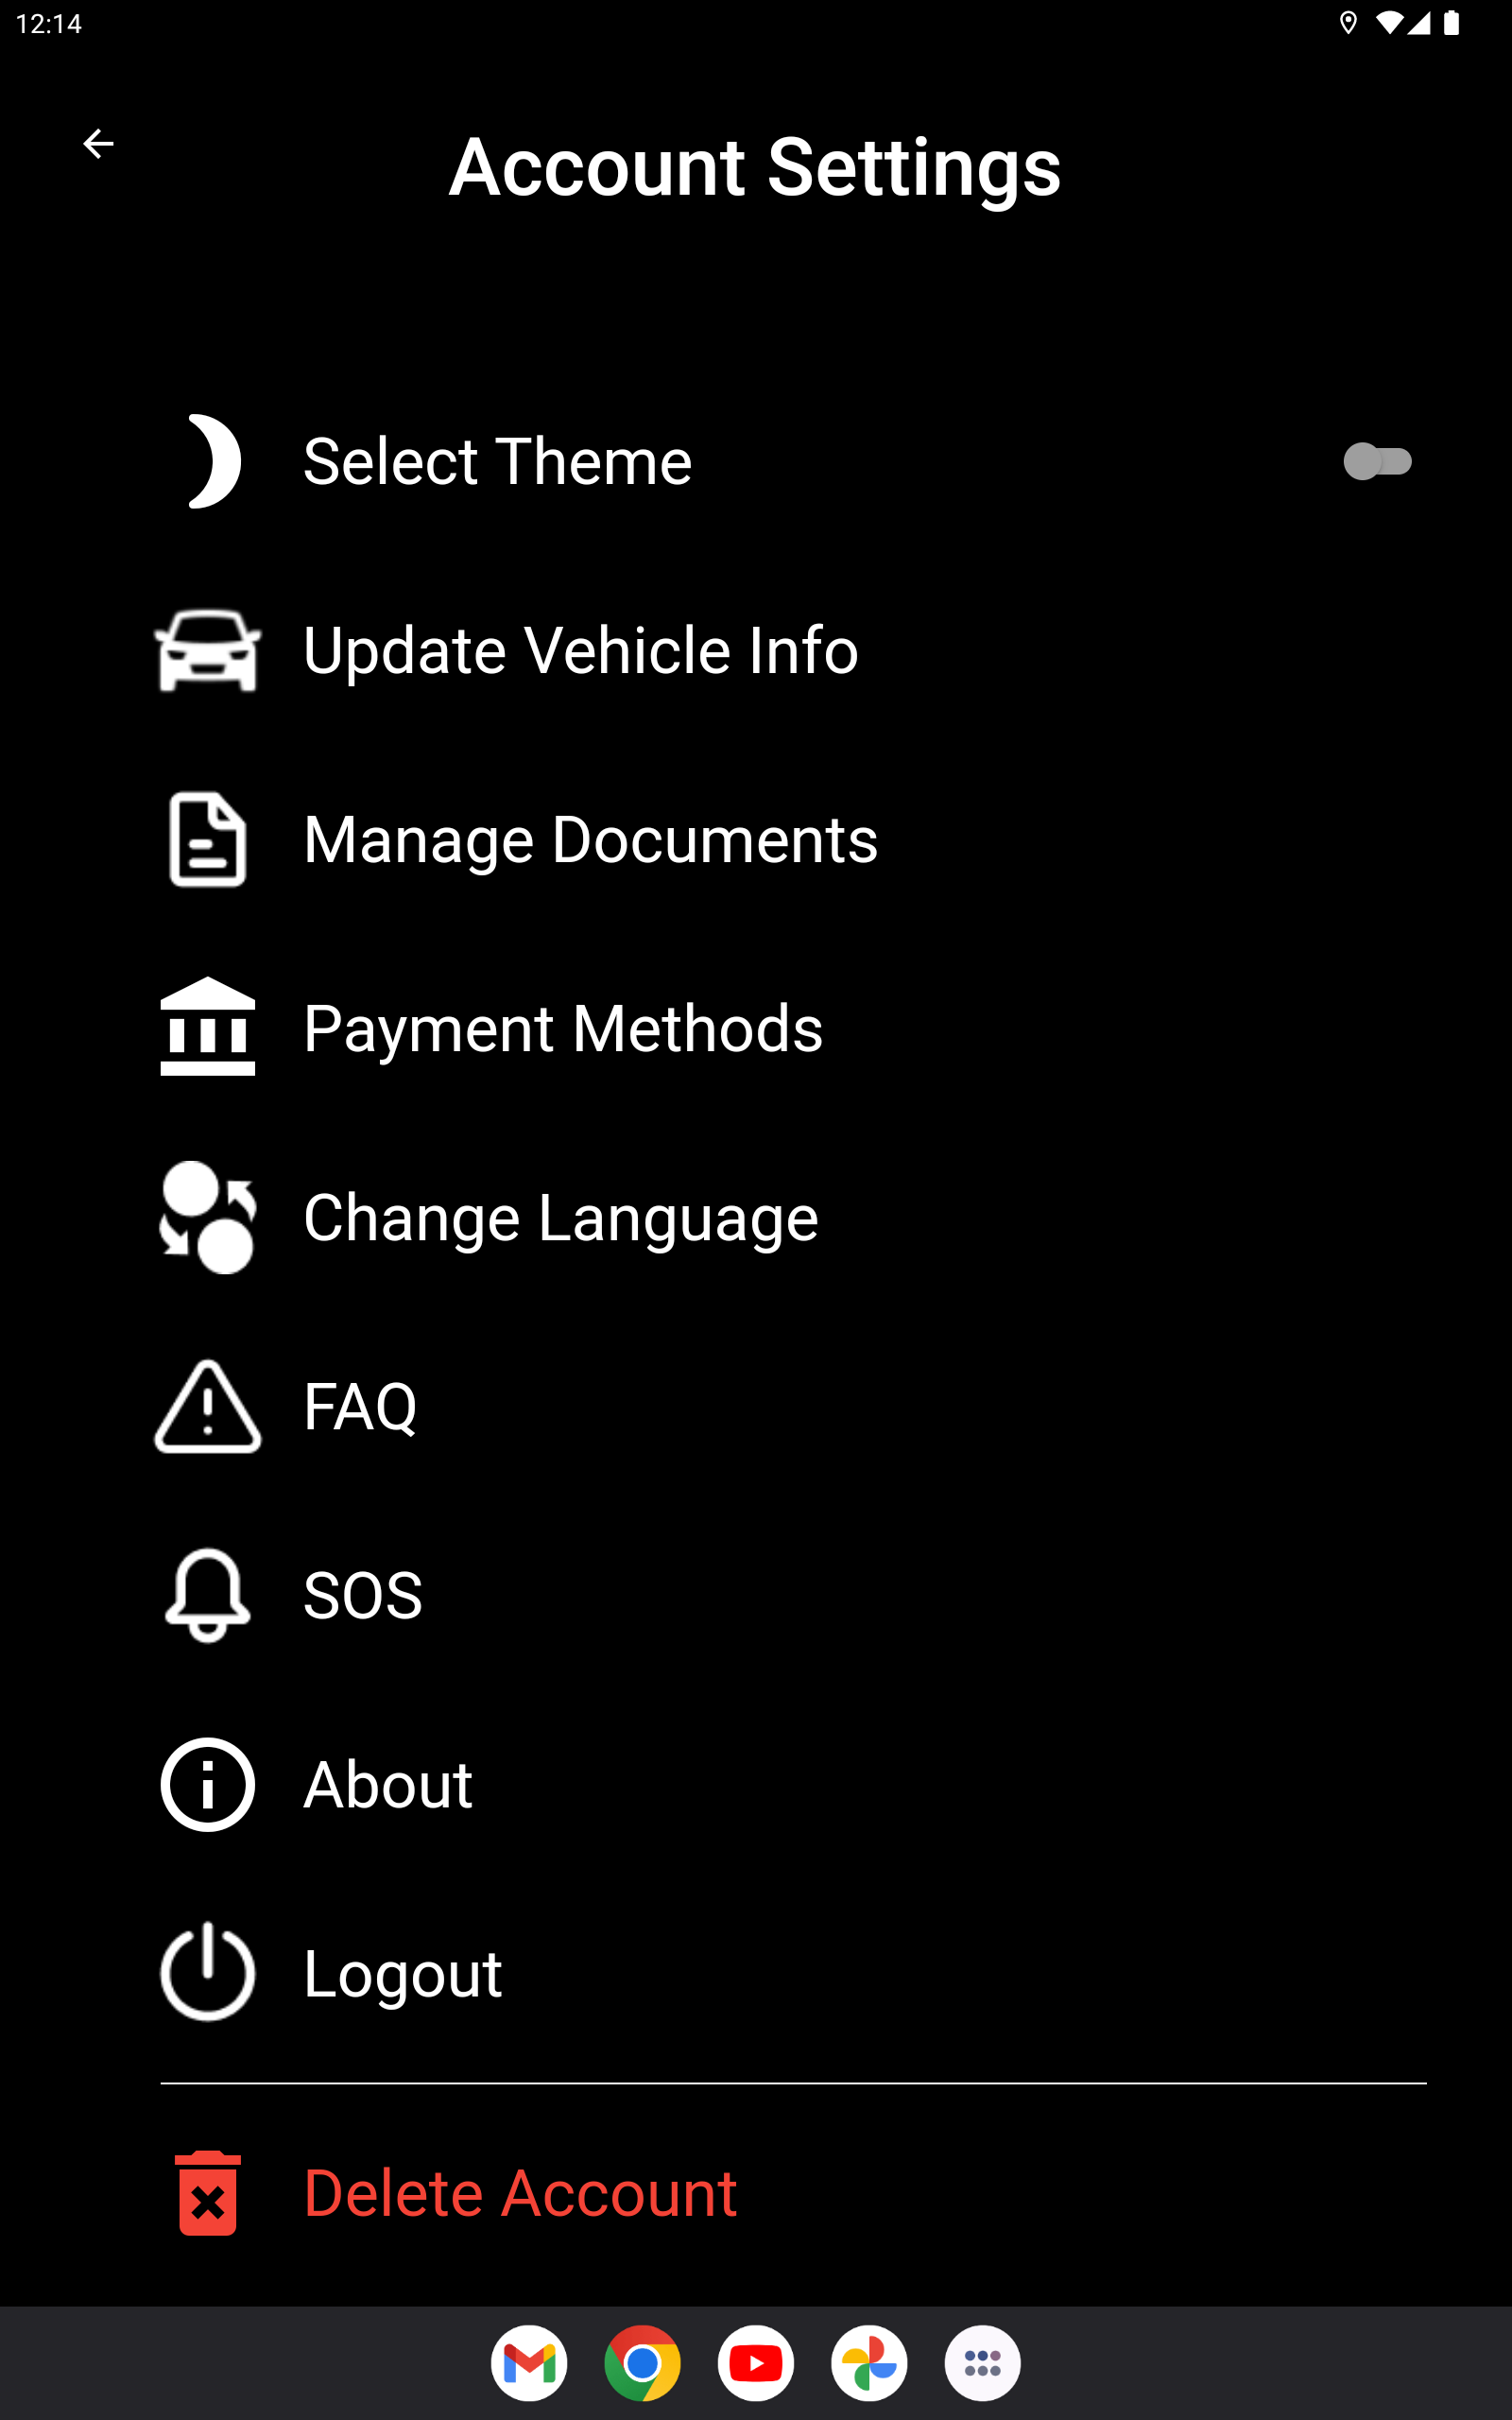 12:14
Account Settings
Select Theme
Update Vehicle Info
Manage Documents
Payment Methods
Change Language
FAQ
SOS
About
Logout
Delete Account